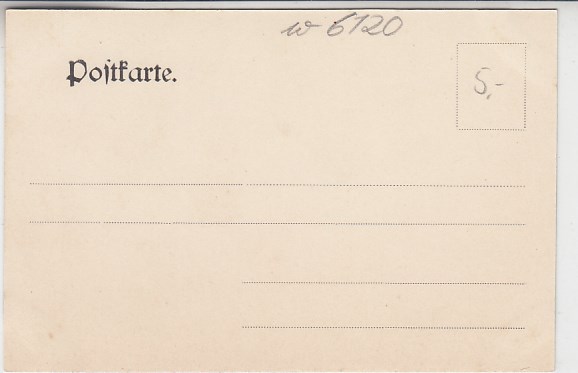 w 6120
Postkarte.
5,-